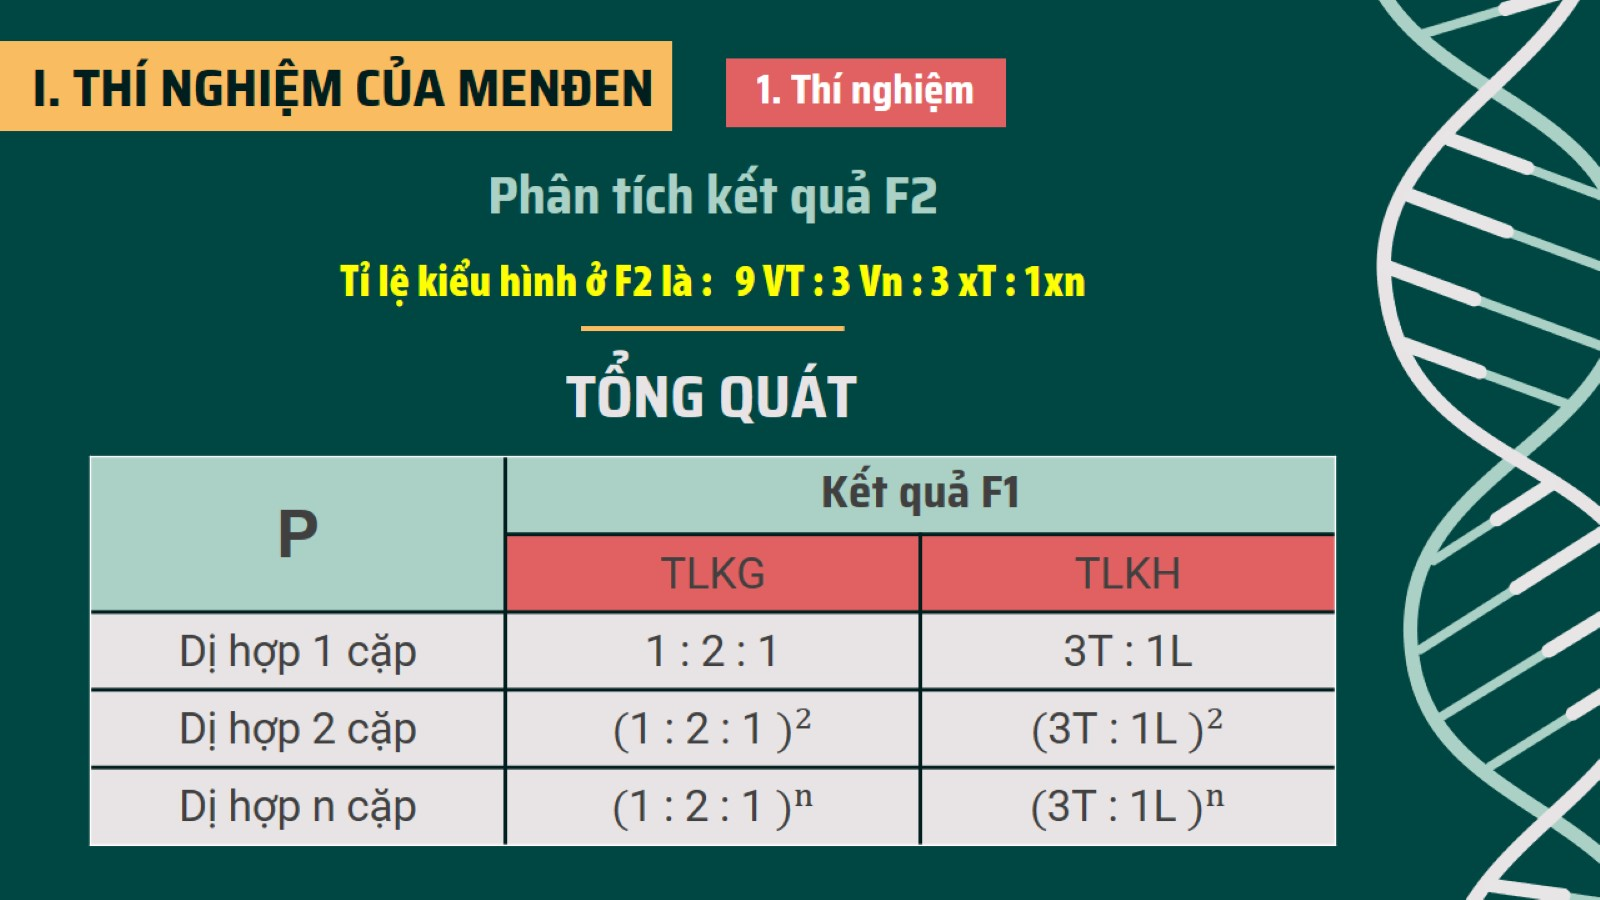 I. THÍ NGHIỆM CỦA MENĐEN
1. Thí nghiệm
Phân tích kết quả F2
Tỉ lệ kiểu hình ở F2 là : 9 VT : 3 Vn : 3 xT : 1xn
TỔNG QUÁT
P
Kết quả F1
TLKG
TLKH
Dị hợp 1 cặp
1 : 2 : 1
3T : 1L
Dị hợp 2 cặp
(1 : 2 : 1 )²
(3T : 1L )²
Dị hợp n cặp
(1 : 2 : 1 )ⁿ
(3T : 1L )ⁿ